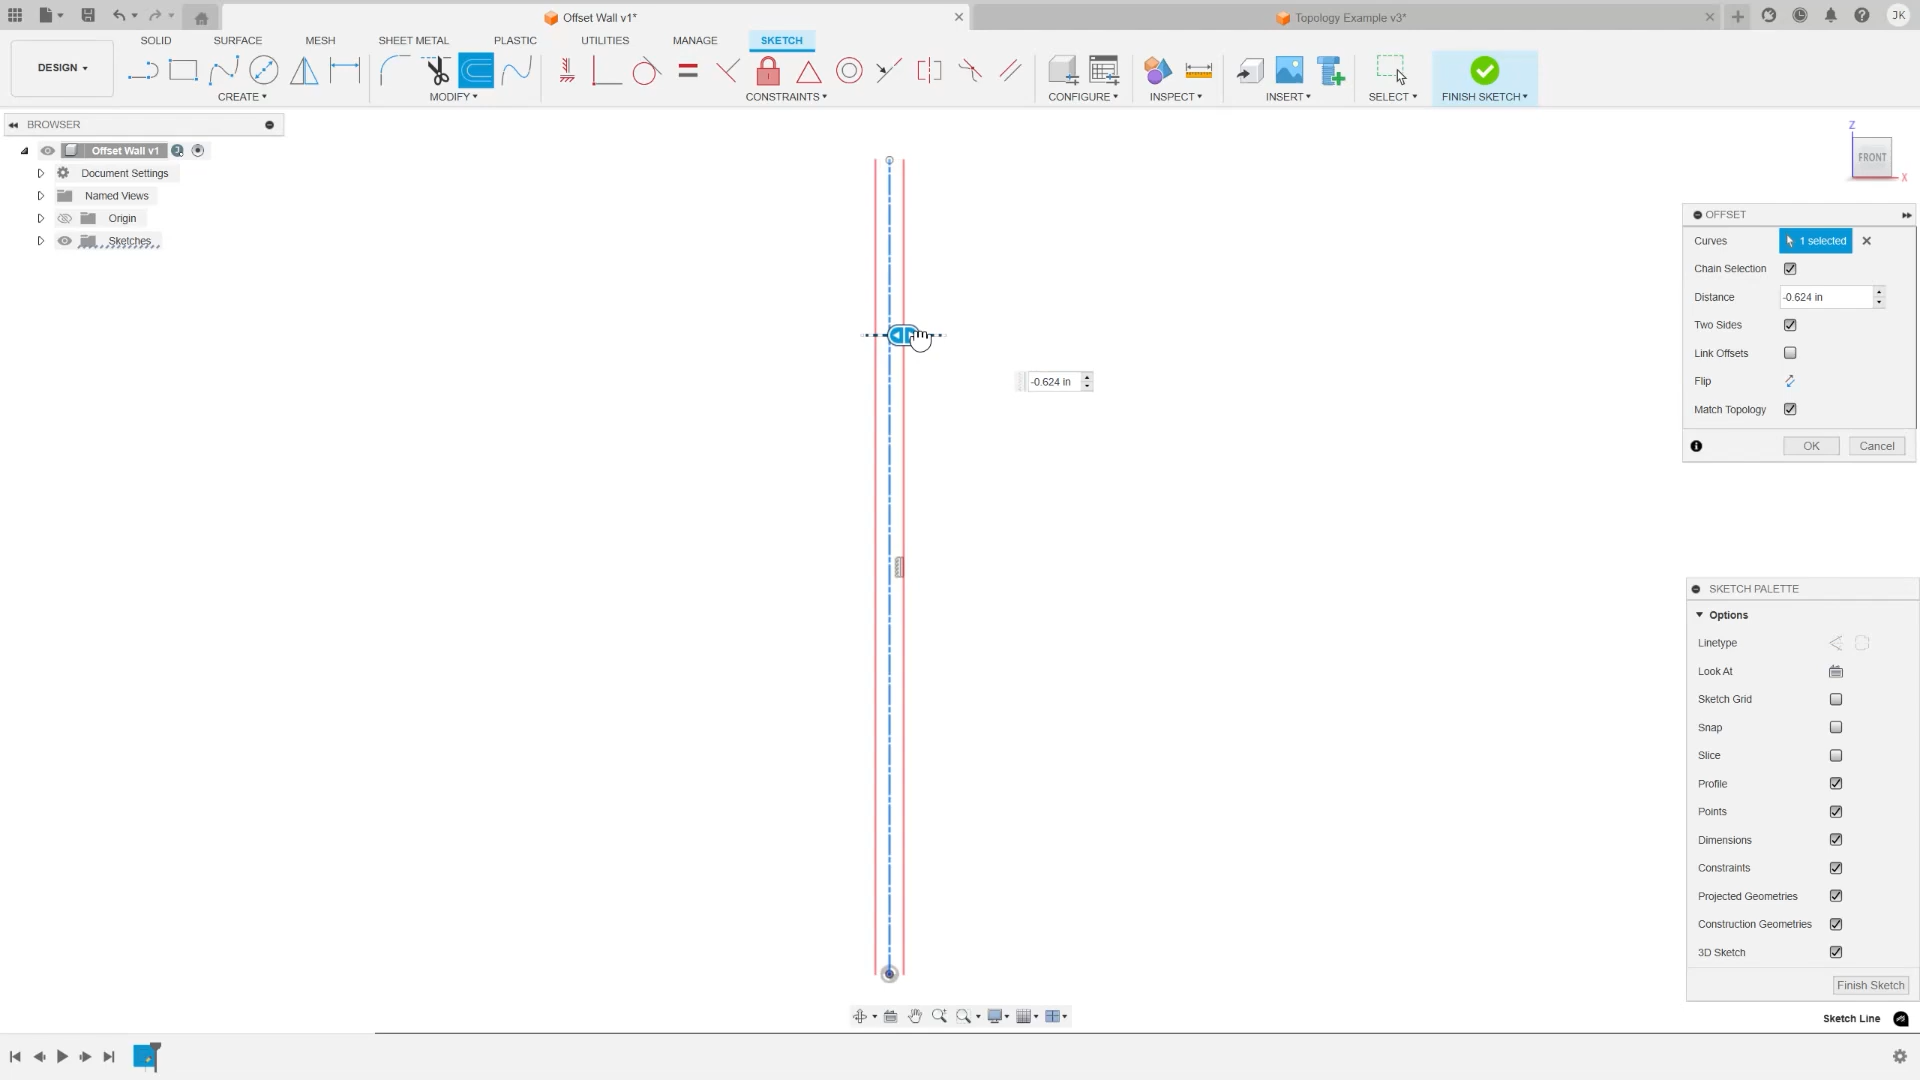 Offset Wall v1*
Topology Example v3*
JK
DESIGN
SOLID
SURFACE
MESH
SHEET METAL
PLASTIC
UTILITIES
MANAGE
SKETCH
CREATE
MODIFY
CONSTRAINTS
CONFIGURE
INSPECT
INSERT
SELECT
FINISH SKETCH
BROWSER
Offset Wall v1
Document Settings
Named Views
Origin
Sketches
Z
FRONT
X
OFFSET
Curves 1 selected
Chain Selection
Distance -0.624 in
Two Sides
Link Offsets
Flip
Match Topology
OK Cancel
-0.624 in
SKETCH PALETTE
Options
Linetype
Look At
Sketch Grid
Snap
Slice
Profile
Points
Dimensions
Constraints
Projected Geometries
Construction Geometries
3D Sketch
Finish Sketch
Sketch Line